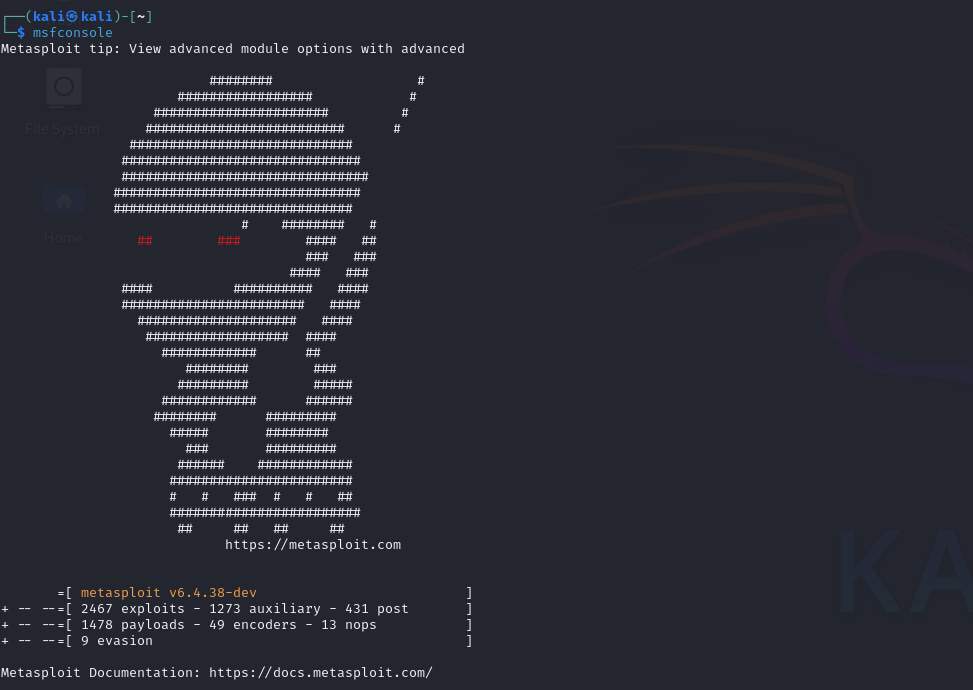 ┌──(kali㉿kali)-[~]
└─$ msfconsole
Metasploit tip: View advanced module options with advanced
                          ########                  #
                      #################            #
                   ######################         #
                  #########################      #
                ############################
               ##############################
               ###############################
              ###############################
              ##############################
                              #    ########   #
                 ##        ###        ####   ##
                                      ###   ###
                                    ####   ###
               ####          ##########   ####
               #######################   ####
                 ####################   ####
                  ##################  ####
                    ############      ##
                       ########        ###
                      #########        #####
                    ############      ######
                   ########      #########
                     #####       ########
                       ###       #########
                      ######    ############
                     #######################
                     #   #   ###  #   #   ##
                     ########################
                      ##     ##   ##     ##
                            https://metasploit.com
       =[ metasploit v6.4.38-dev                          ]
+ -- --=[ 2467 exploits - 1273 auxiliary - 431 post       ]
+ -- --=[ 1478 payloads - 49 encoders - 13 nops           ]
+ -- --=[ 9 evasion                                       ]
Metasploit Documentation: https://docs.metasploit.com/
File System
Home
KA